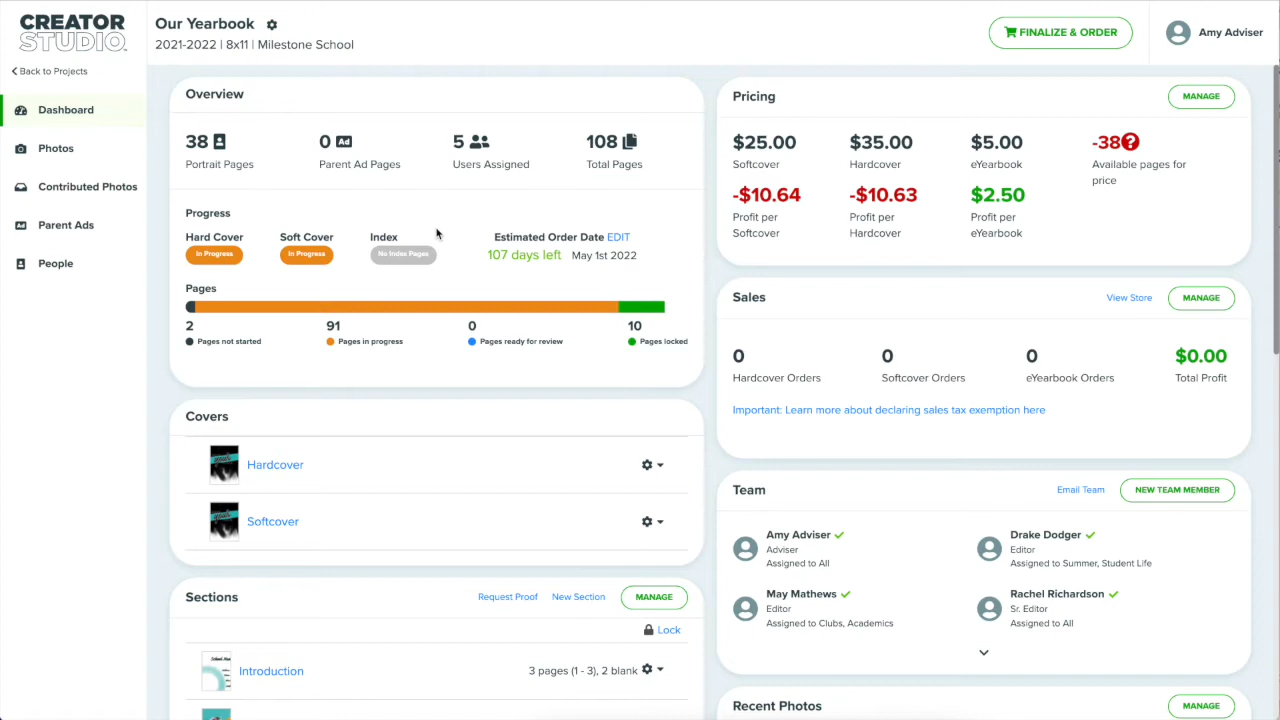 CREATOR
STUDIO
Back to Projects
Dashboard
Photos
Contributed Photos
Parent Ads
People
Our Yearbook
2021-2022 | 8x11 | Milestone School
FINALIZE & ORDER
Amy Adviser
Overview
38
Portrait Pages
0 Ad
Parent Ad Pages
5
Users Assigned
108
Total Pages
Progress
Hard Cover
In Progress
Soft Cover
In Progress
Index
No Index Pages
Estimated Order Date EDIT
107 days left May 1st 2022
Pages
2
Pages not started
91
Pages in progress
0
Pages ready for review
10
Pages locked
Covers
Hardcover
Softcover
Sections
Request Proof
New Section
MANAGE
Lock
Introduction
3 pages (1 - 3), 2 blank
Pricing
MANAGE
$25.00
Softcover
$35.00
Hardcover
$5.00
eYearbook
-38?
Available pages for
price
-$10.64
Profit per
Softcover
-$10.63
Profit per
Hardcover
$2.50
Profit per
eYearbook
Sales
View Store
MANAGE
0
Hardcover Orders
0
Softcover Orders
0
eYearbook Orders
$0.00
Total Profit
Important: Learn more about declaring sales tax exemption here
Team
Email Team
NEW TEAM MEMBER
Amy Adviser
Adviser
Assigned to All
Drake Dodger
Editor
Assigned to Summer, Student Life
May Mathews
Editor
Assigned to Clubs, Academics
Rachel Richardson
Sr. Editor
Assigned to All
Recent Photos
MANAGE